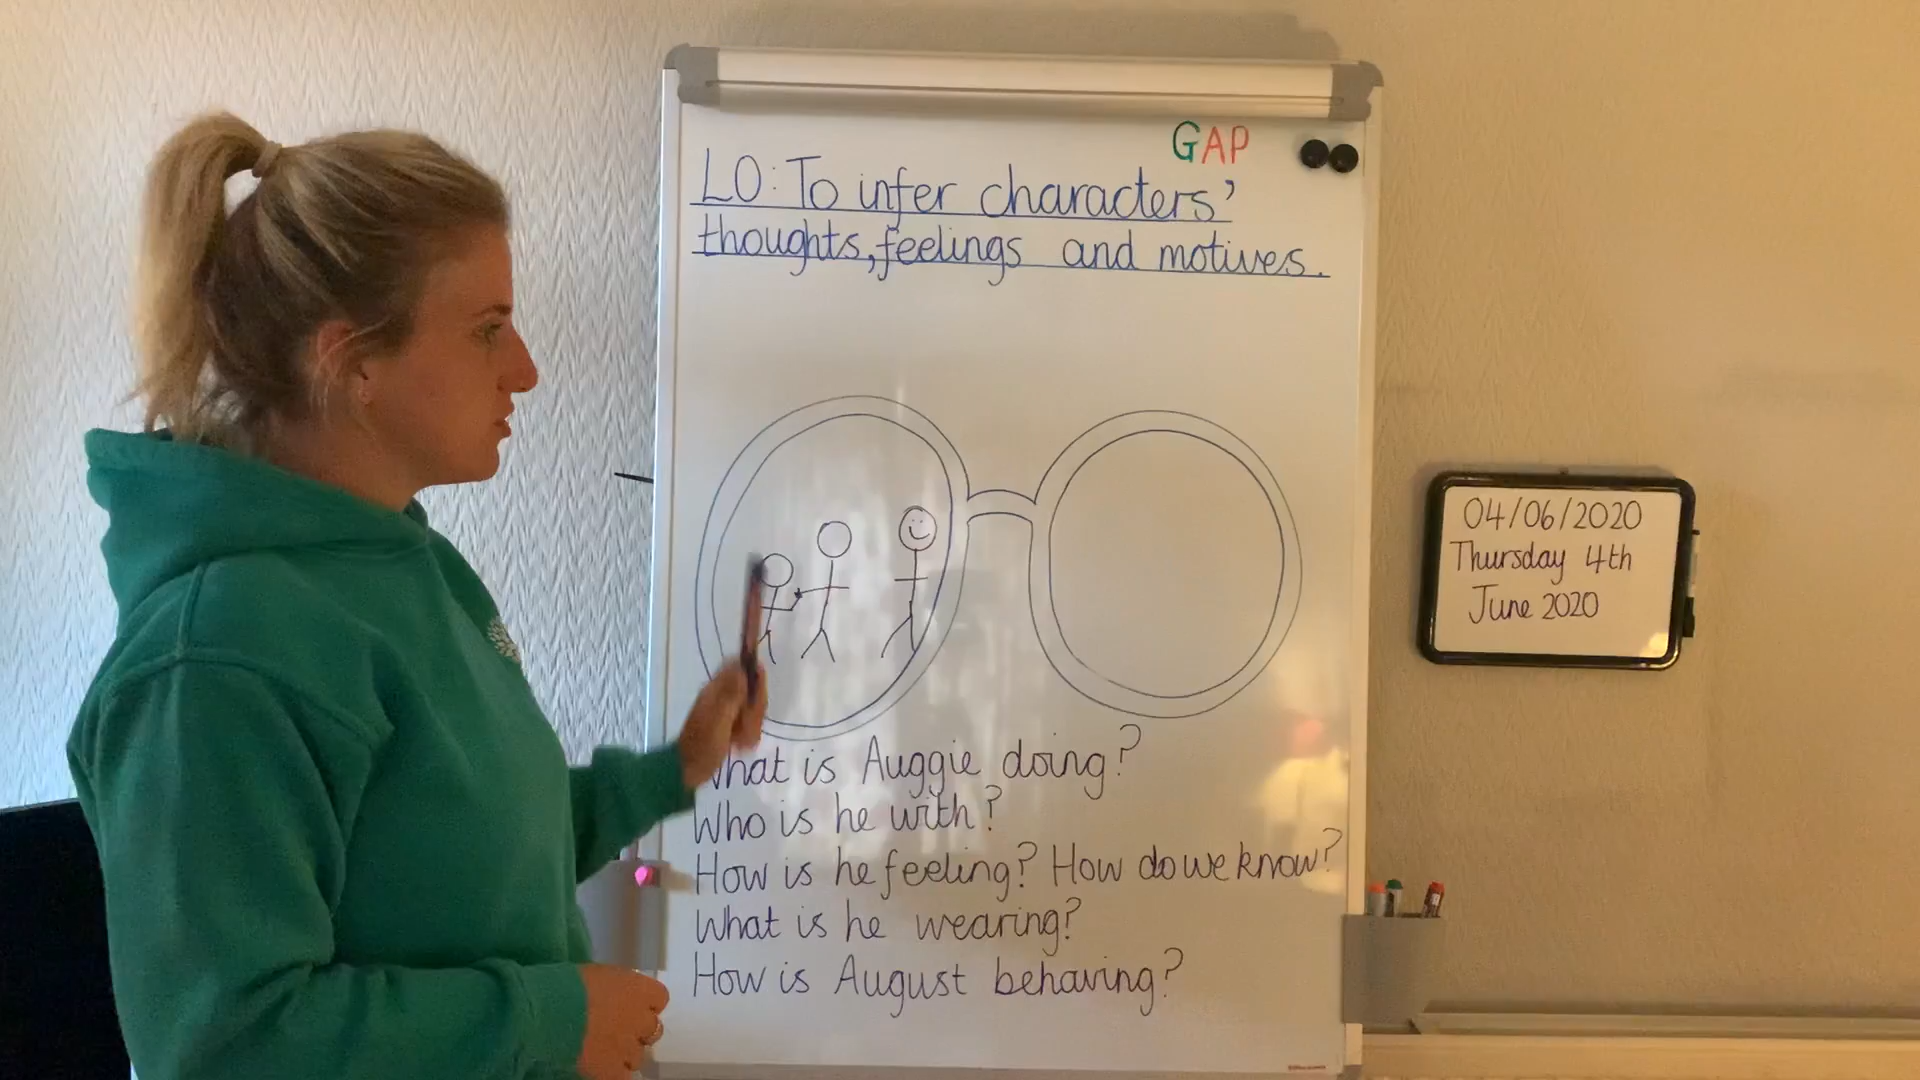 GAP
LO: To infer characters'
thoughts, feelings and motives.
What is Auggie doing?
Who is he with?
How is he feeling? How do we know?
What is he wearing?
How is August behaving?
04/06/2020
Thursday 4th
June 2020